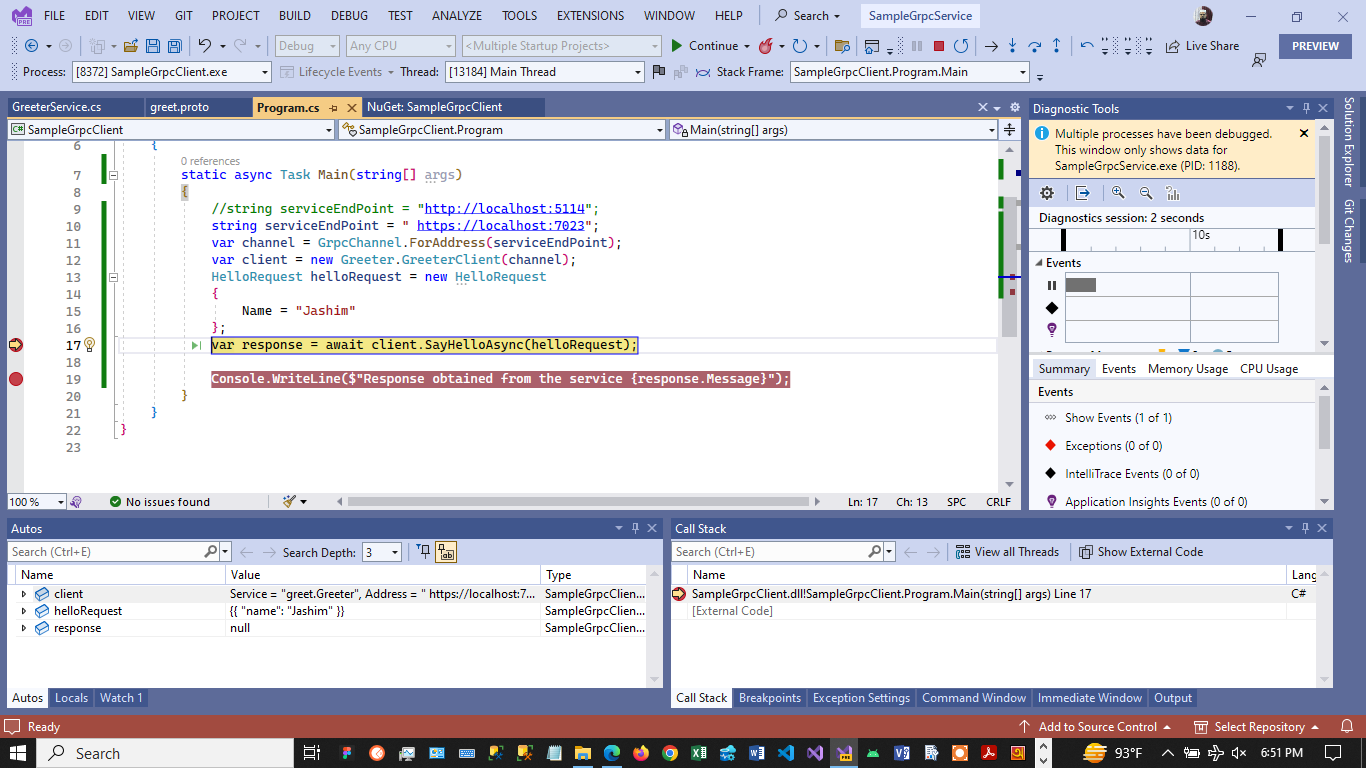 FILE EDIT VIEW GIT PROJECT BUILD DEBUG TEST ANALYZE TOOLS EXTENSIONS WINDOW HELP Search SampleGrpcService
Debug Any CPU <Multiple Startup Projects> Continue Live Share PREVIEW
Process: [8372] SampleGrpcClient.exe Lifecycle Events Thread: [13184] Main Thread Stack Frame: SampleGrpcClient.Program.Main
GreeterService.cs greet.proto Program.cs NuGet: SampleGrpcClient
SampleGrpcClient SampleGrpcClient.Program Main(string[] args)
6 {
0 references
7 static async Task Main(string[] args)
8 {
9 //string serviceEndPoint = "http://localhost:5114";
10 string serviceEndPoint = " https://localhost:7023";
11 var channel = GrpcChannel.ForAddress(serviceEndPoint);
12 var client = new Greeter.GreeterClient(channel);
13 HelloRequest helloRequest = new HelloRequest
14 {
15 Name = "Jashim"
16 };
17 var response = await client.SayHelloAsync(helloRequest);
18
19 Console.WriteLine($"Response obtained from the service {response.Message}");
20 }
21 }
22 }
23
100 % No issues found Ln: 17 Ch: 13 SPC CRLF
Diagnostic Tools
Multiple processes have been debugged.
This window only shows data for
SampleGrpcService.exe (PID: 1188).
Diagnostics session: 2 seconds
10s
Events
Summary Events Memory Usage CPU Usage
Events
Show Events (1 of 1)
Exceptions (0 of 0)
IntelliTrace Events (0 of 0)
Application Insights Events (0 of 0)
Solution Explorer
Git Changes
Autos
Search (Ctrl+E) Search Depth: 3
Name Value Type
client Service = "greet.Greeter", Address = " https://localhost:7... SampleGrpcClien...
helloRequest {{ "name": "Jashim" }} SampleGrpcClien...
response null SampleGrpcClien...
Autos Locals Watch 1
Call Stack
Search (Ctrl+E) View all Threads Show External Code
Name Lang
SampleGrpcClient.dll!SampleGrpcClient.Program.Main(string[] args) Line 17 C#
[External Code]
Call Stack Breakpoints Exception Settings Command Window Immediate Window Output
Ready Add to Source Control Select Repository
Search 93°F 6:51 PM